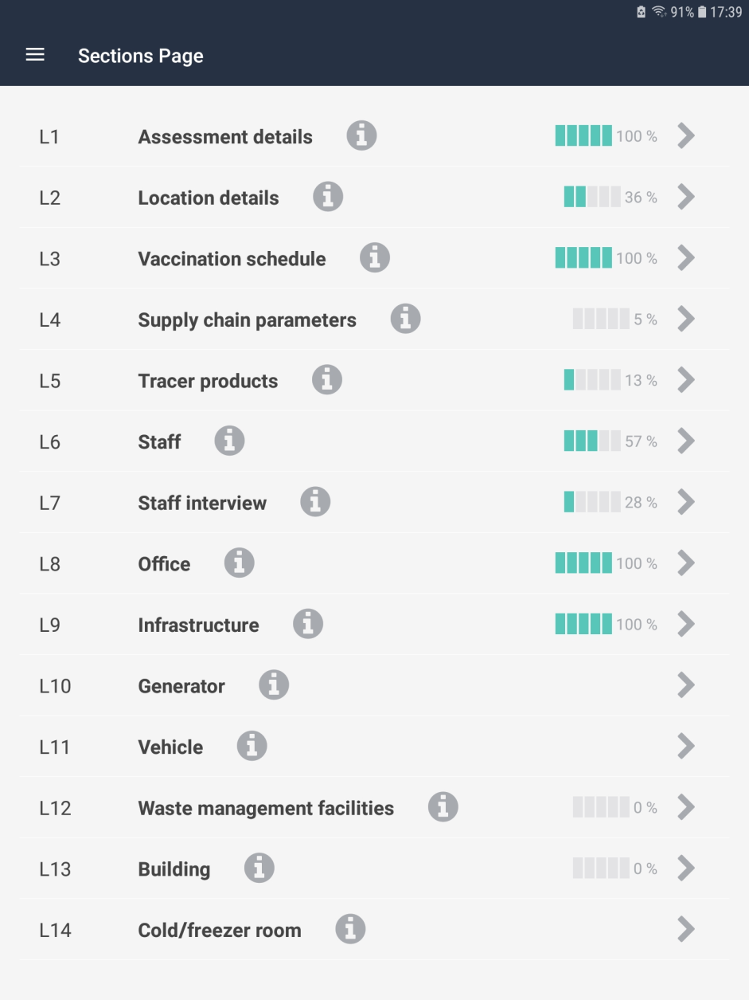 91% 17:39
Sections Page
L1 Assessment details 100 %
L2 Location details 36 %
L3 Vaccination schedule 100 %
L4 Supply chain parameters 5 %
L5 Tracer products 13 %
L6 Staff 57 %
L7 Staff interview 28 %
L8 Office 100 %
L9 Infrastructure 100 %
L10 Generator
L11 Vehicle
L12 Waste management facilities 0 %
L13 Building 0 %
L14 Cold/freezer room